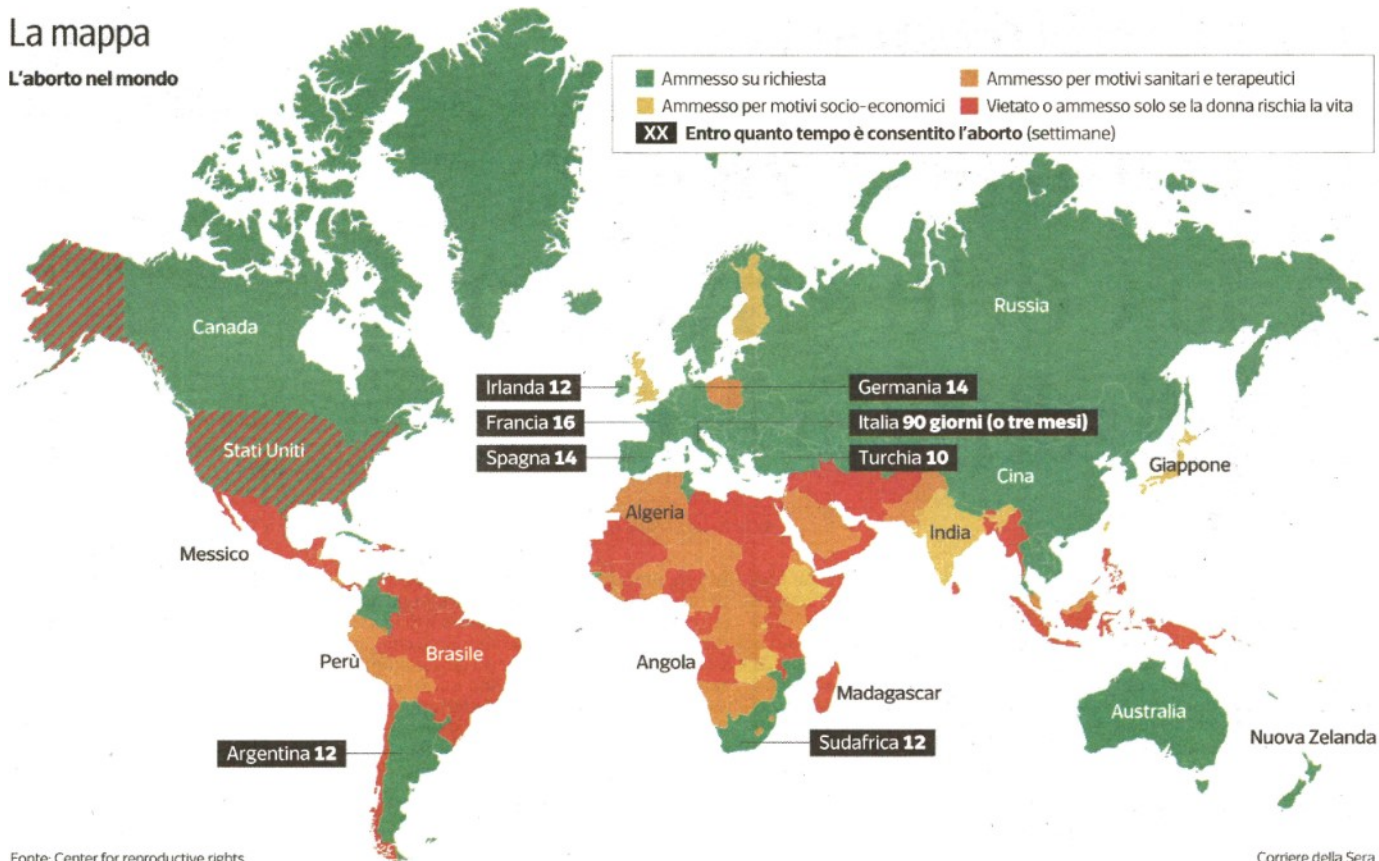 La mappa
L'aborto nel mondo
Ammesso su richiesta
Ammesso per motivi socio-economici
Ammesso per motivi sanitari e terapeutici
Vietato o ammesso solo se la donna rischia la vita
XX Entro quanto tempo è consentito l'aborto (settimane)
Canada
Russia
Irlanda 12
Germania 14
Francia 16
Italia 90 giorni (o tre mesi)
Stati Uniti
Spagna 14
Turchia 10
Cina
Giappone
Algeria
India
Messico
Perù
Brasile
Angola
Madagascar
Australia
Argentina 12
Sudafrica 12
Nuova Zelanda
Fonte: Center for reproductive rights
Corriere della Sera